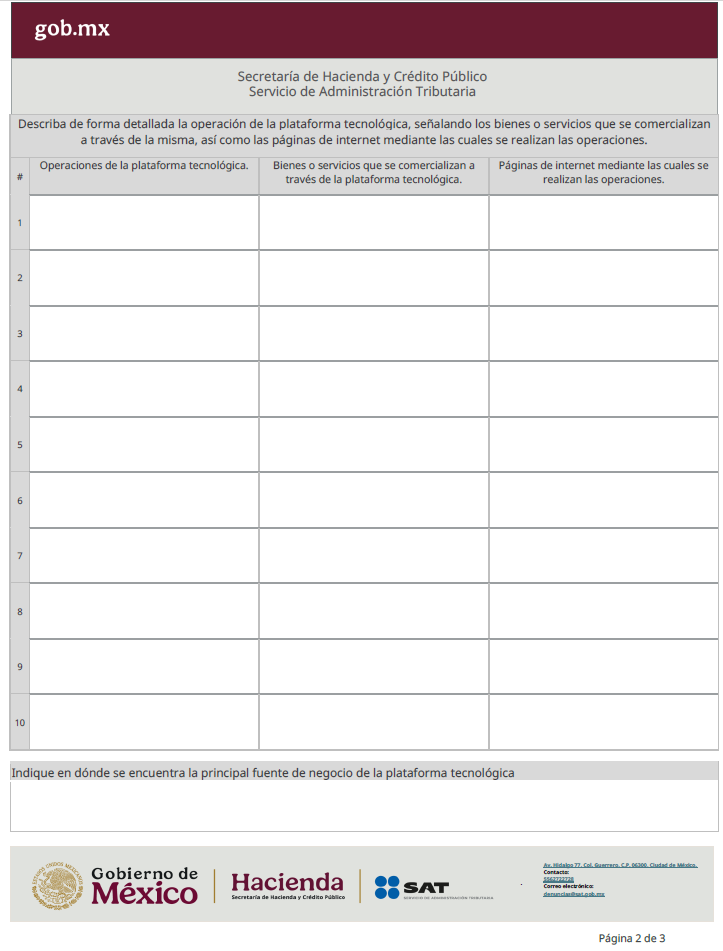 gob.mx
Secretaría de Hacienda y Crédito Público
Servicio de Administración Tributaria
Describa de forma detallada la operación de la plataforma tecnológica, señalando los bienes o servicios que se comercializan
a través de la misma, así como las páginas de internet mediante las cuales se realizan las operaciones.
#
Operaciones de la plataforma tecnológica.
Bienes o servicios que se comercializan a
través de la plataforma tecnológica.
Páginas de internet mediante las cuales se
realizan las operaciones.
1
2
3
4
5
6
7
8
9
10
Indique en dónde se encuentra la principal fuente de negocio de la plataforma tecnológica
ESTADOS UNIDOS MEXICANOS
Gobierno de
México
Hacienda
Secretaría de Hacienda y Crédito Público
SAT
SERVICIO DE ADMINISTRACIÓN TRIBUTARIA
Av. Hidalgo 77, Col. Guerrero, C.P. 06300, Ciudad de México.
Contacto:
5562722728
Correo electrónico:
denuncias@sat.gob.mx
Página 2 de 3